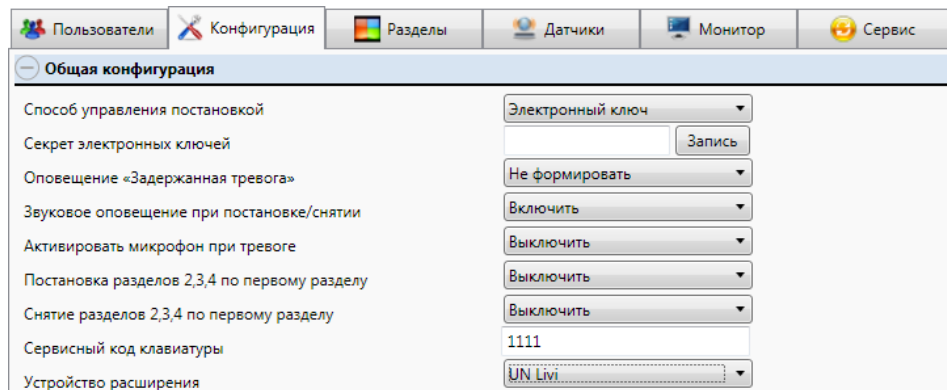 Пользователи Конфигурация Разделы Датчики Монитор Сервис
Общая конфигурация
Способ управления постановкой Электронный ключ
Секрет электронных ключей Запись
Оповещение «Задержанная тревога» Не формировать
Звуковое оповещение при постановке/снятии Включить
Активировать микрофон при тревоге Выключить
Постановка разделов 2,3,4 по первому разделу Выключить
Снятие разделов 2,3,4 по первому разделу Выключить
Сервисный код клавиатуры 1111
Устройство расширения UN Livi